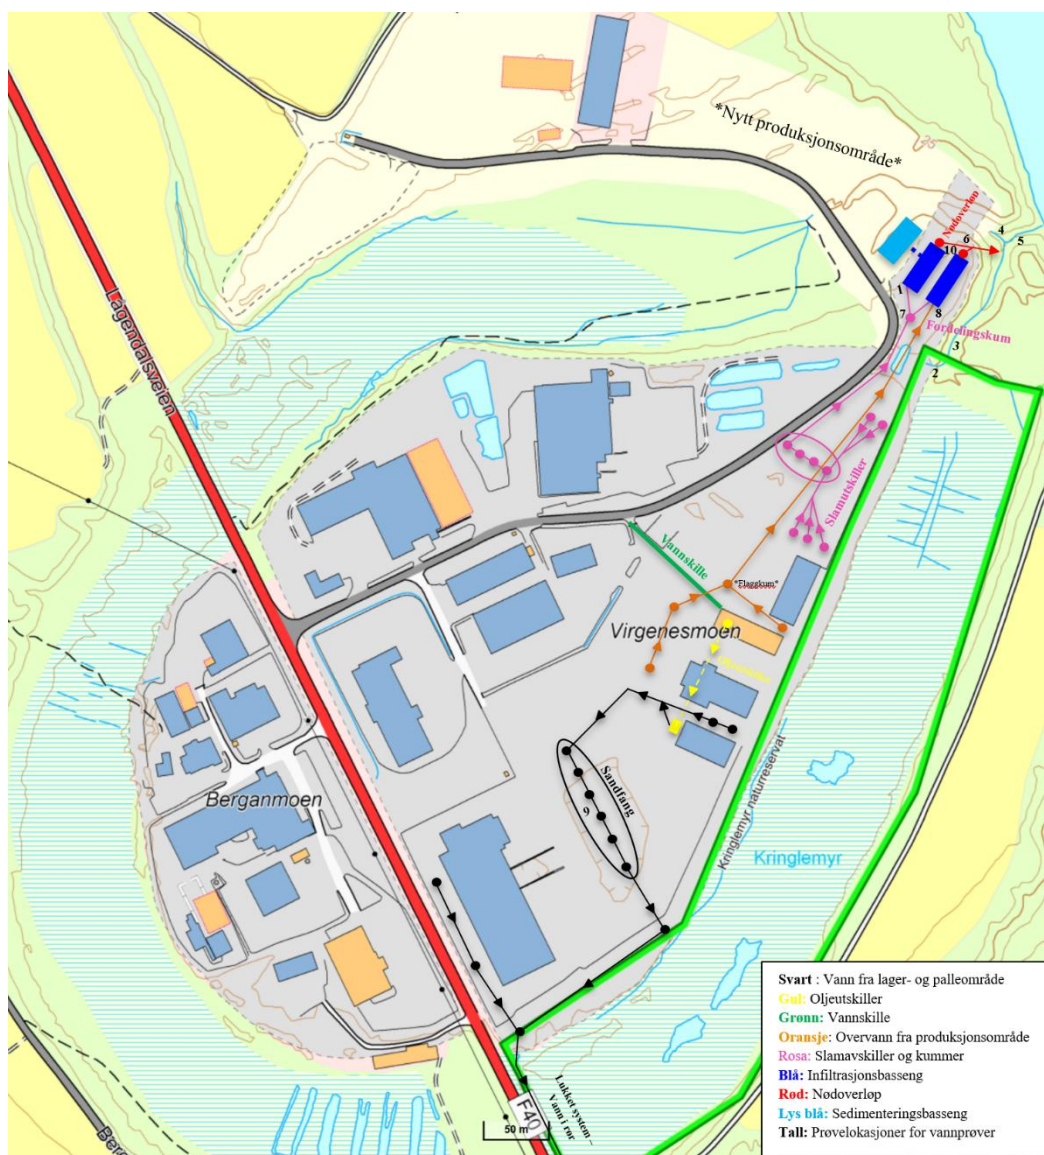 *Nytt produksjonsområde*
25
Nødoverløp
4
5
6
10
1
7
8
Fordelingskum
3
2
Lågendalsveien
Slamutskiller
Vannskille
*Flaggkum*
Virgenesmoen
Oljeutskiller
Sandfang
9
Berganmoen
Kringlemyr naturreservat
Kringlemyr
Lukket system –
Vann i rør
F40
50 m
Svart : Vann fra lager- og palleområde
Gul: Oljeutskiller
Grønn: Vannskille
Oransje: Overvann fra produksjonsområde
Rosa: Slamavskiller og kummer
Blå: Infiltrasjonsbasseng
Rød: Nødoverløp
Lys blå: Sedimenteringsbasseng
Tall: Prøvelokasjoner for vannprøver